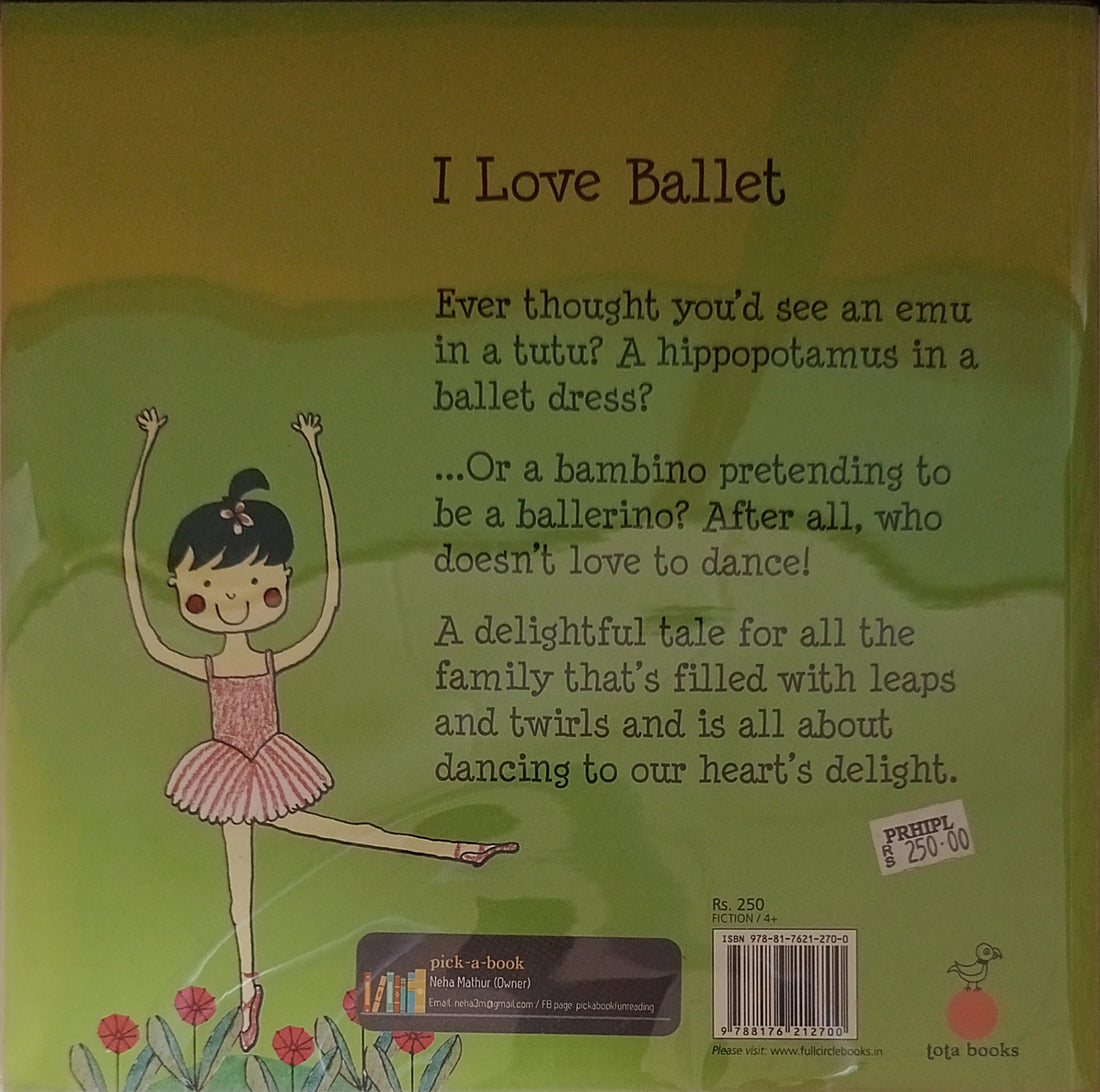 I Love Ballet
Ever thought you'd see an emu
in a tutu? A hippopotamus in a
ballet dress?
...Or a bambino pretending to
be a ballerino? After all, who
doesn't love to dance!
A delightful tale for all the
family that's filled with leaps
and twirls and is all about
dancing to our heart's delight.
PRHIPL
RS 250.00
Rs. 250
FICTION / 4+
ISBN 978-81-7621-270-0
9 788176 212700
Please visit: www.fullcirclebooks.in
tota books
pick-a-book
Neha Mathur (Owner)
Email: neha3m@gmail.com / FB page: pickabookfunreading